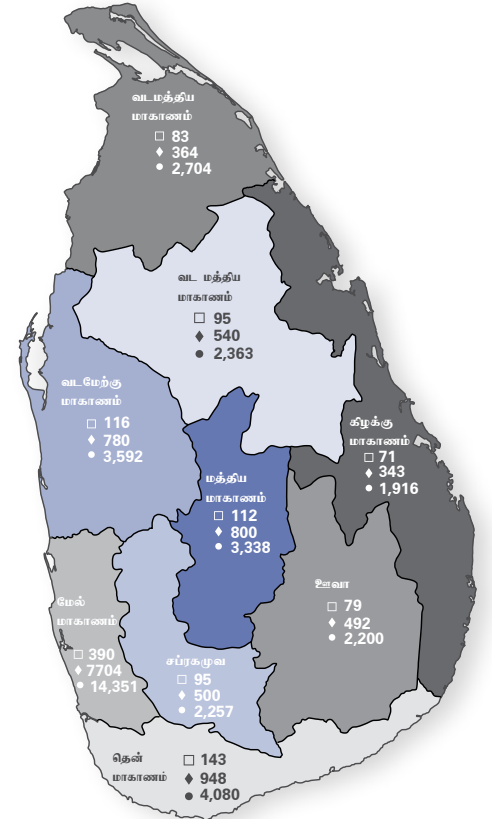 வடமத்திய
மாகாணம்
□ 83
♦ 364
● 2,704
வட மத்திய
மாகாணம்
□ 95
♦ 540
● 2,363
வடமேற்கு
மாகாணம்
□ 116
♦ 780
● 3,592
கிழக்கு
மாகாணம்
□ 71
♦ 343
● 1,916
மத்திய
மாகாணம்
□ 112
♦ 800
● 3,338
ஊவா
□ 79
♦ 492
● 2,200
மேல்
மாகாணம்
□ 390
♦ 7704
● 14,351
சப்ரகமுவ
□ 95
♦ 500
● 2,257
தென்
மாகாணம்
□ 143
♦ 948
● 4,080